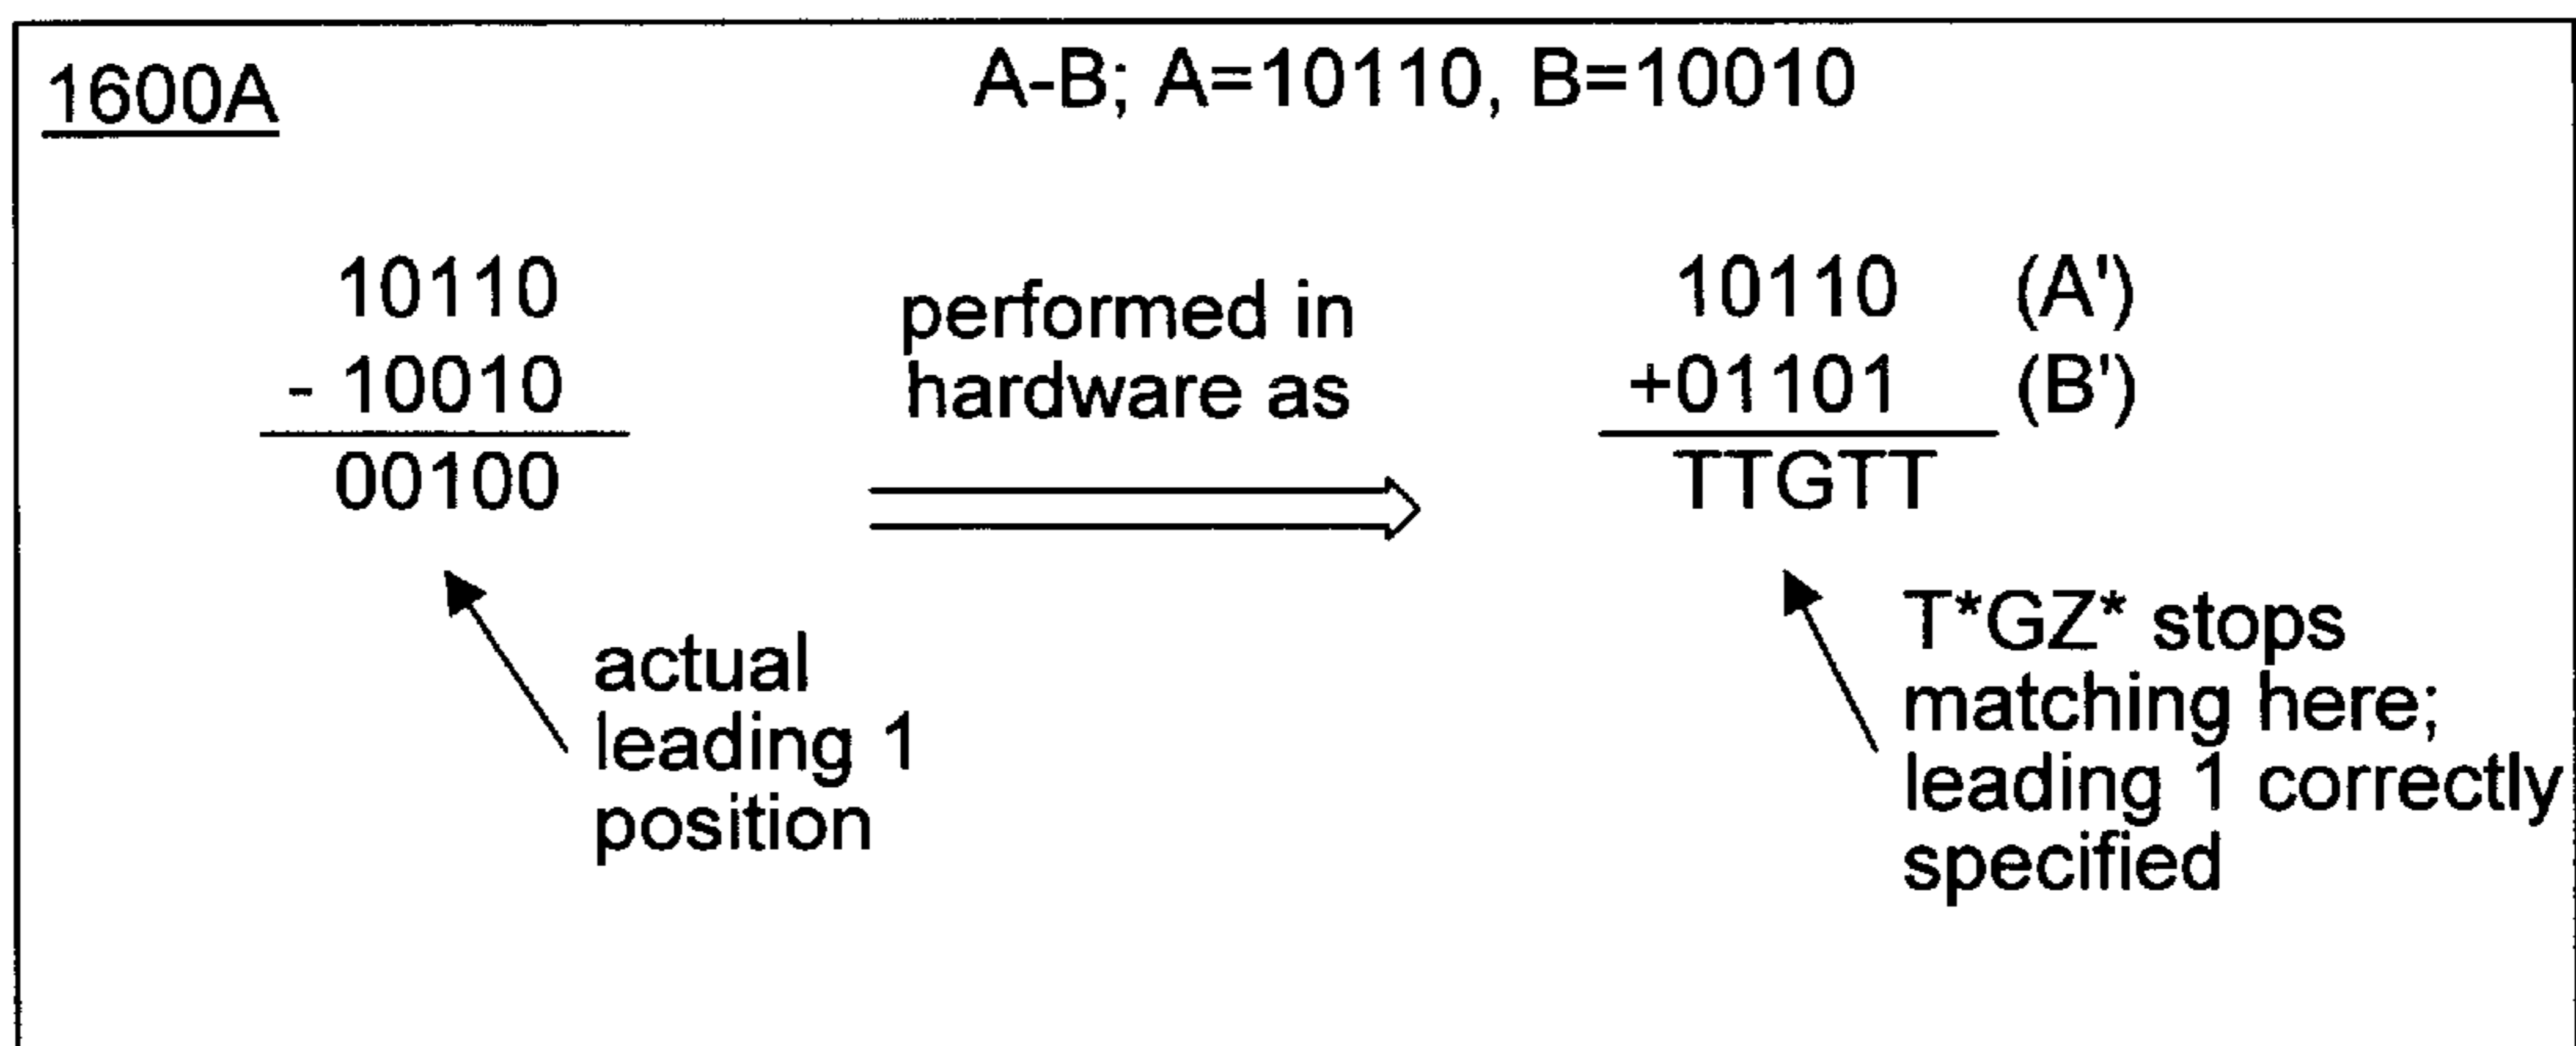 1600A
A-B; A=10110, B=10010
10110
- 10010
00100
actual
leading 1
position
performed in
hardware as
10110 (A')
+01101 (B')
TTGTT
T*GZ* stops
matching here;
leading 1 correctly
specified